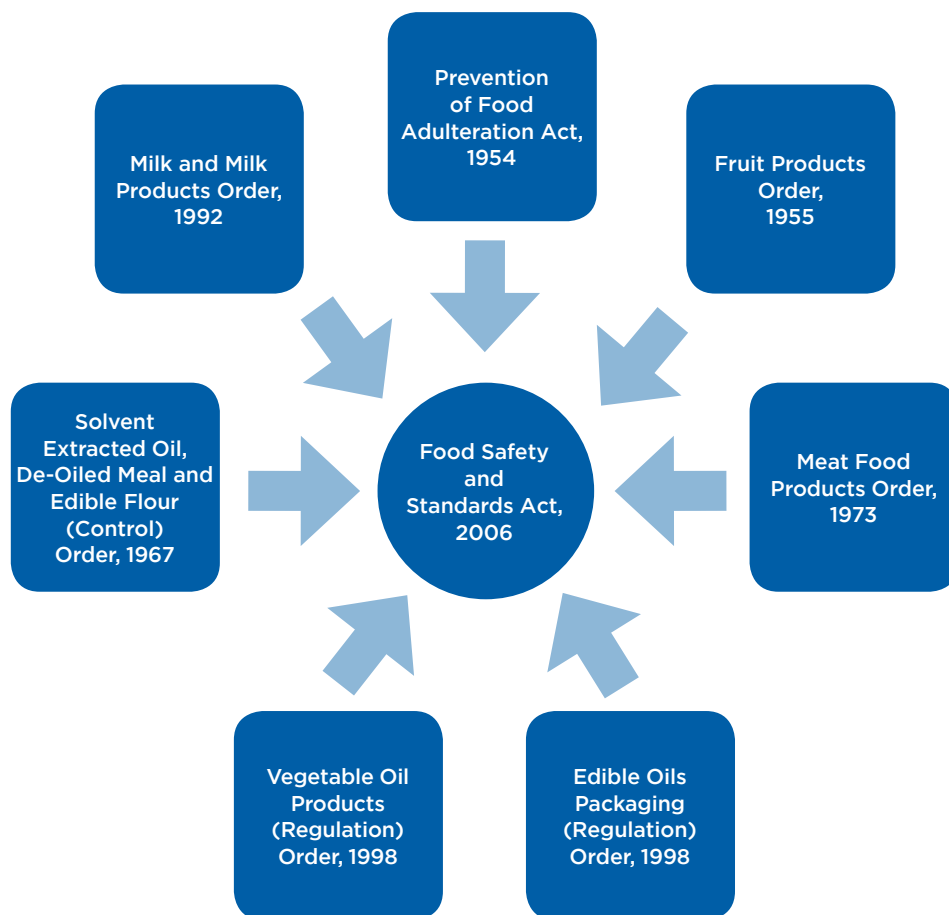 Prevention
of Food
Adulteration Act,
1954
Milk and Milk
Products Order,
1992
Fruit Products
Order,
1955
Solvent
Extracted Oil,
De-Oiled Meal and
Edible Flour
(Control)
Order, 1967
Food Safety
and
Standards Act,
2006
Meat Food
Products Order,
1973
Vegetable Oil
Products
(Regulation)
Order, 1998
Edible Oils
Packaging
(Regulation)
Order, 1998